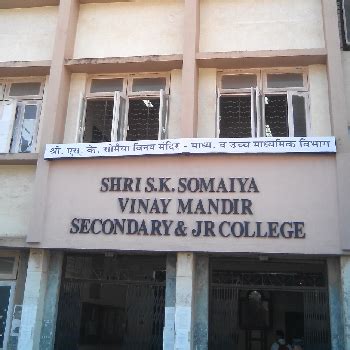 श्री. एस. के. सोमैया विनय मंदिर - माध्य. व उच्च माध्यमिक विभाग
SHRI S.K. SOMAIYA
VINAY MANDIR
SECONDARY & JR COLLEGE